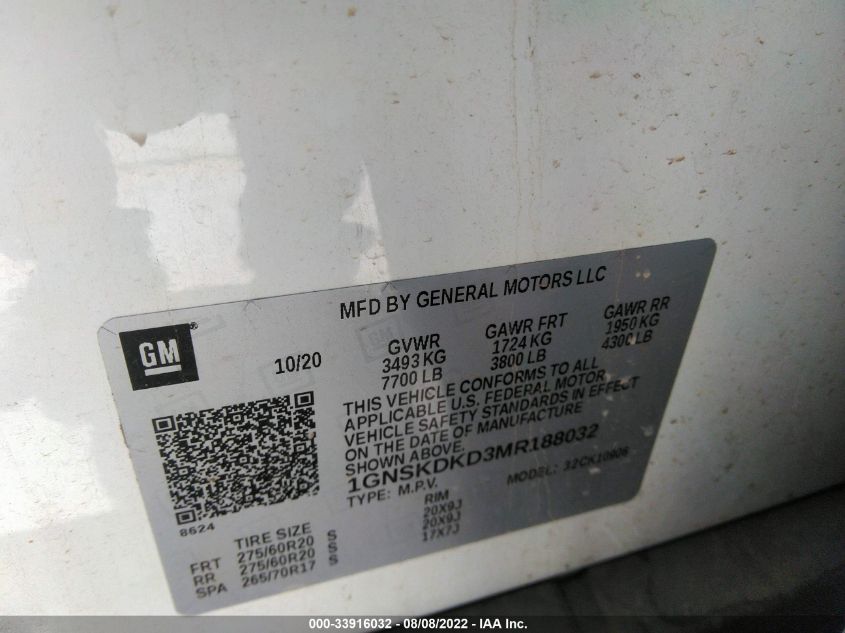 MFD BY GENERAL MOTORS LLC
GM®
10/20
GVWR
3493 KG
7700 LB
GAWR FRT
1724 KG
3800 LB
GAWR RR
1950 KG
4300 LB
THIS VEHICLE CONFORMS TO ALL
APPLICABLE U.S. FEDERAL MOTOR
VEHICLE SAFETY STANDARDS IN EFFECT
ON THE DATE OF MANUFACTURE
SHOWN ABOVE.
1GNSKDKD3MR188032
TYPE: M.P.V. MODEL: 32CK10906
8624
TIRE SIZE RIM
FRT 275/60R20 S 20X9J
RR 275/60R20 S 20X9J
SPA 265/70R17 S 17X7J
000-33916032 - 08/08/2022 - IAA Inc.